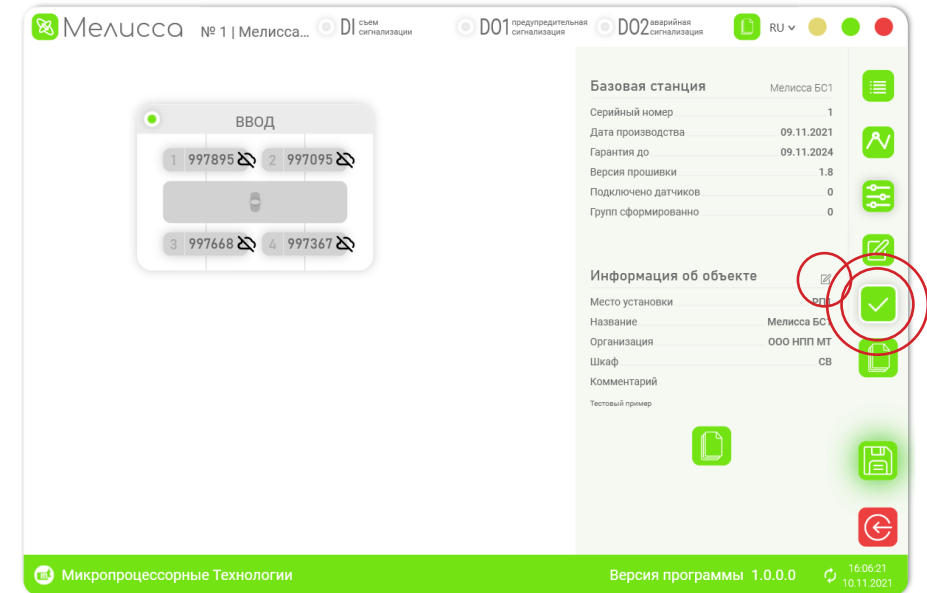 Мелисса № 1 | Мелисса... DI съем сигнализации DO1 предупредительная сигнализация DO2 аварийная сигнализация RU
ВВОД
1 997895 2 997095
3 997668 4 997367
Базовая станция Мелисса БС1
Серийный номер 1
Дата производства 09.11.2021
Гарантия до 09.11.2024
Версия прошивки 1.8
Подключено датчиков 0
Групп сформированно 0
Информация об объекте
Место установки РП1
Название Мелисса БС1
Организация ООО НПП МТ
Шкаф СВ
Комментарий
Тестовый пример
Микропроцессорные Технологии Версия программы 1.0.0.0 16:06:21
10.11.2021